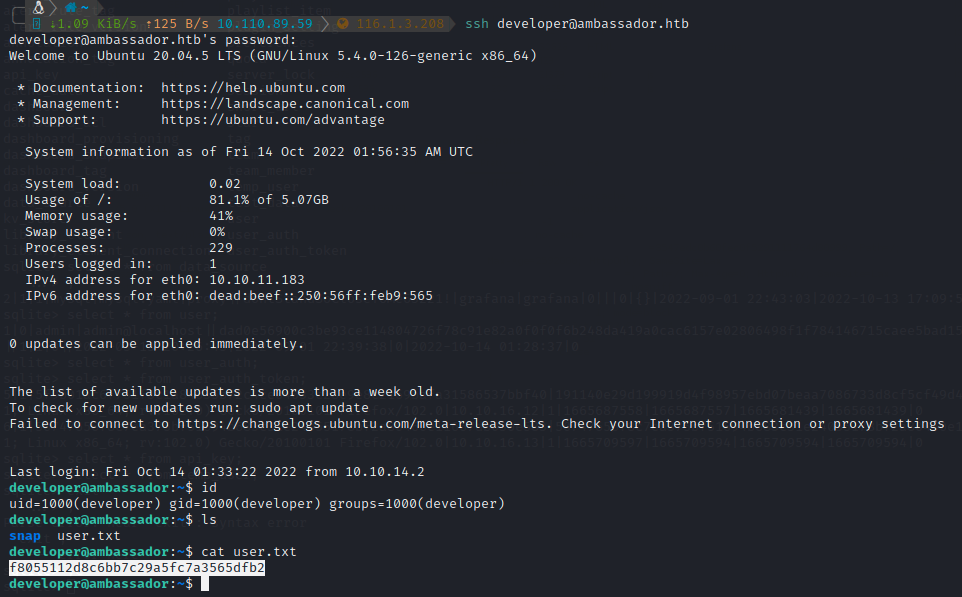 ~
↓1.09 KiB/s ↑125 B/s 10.110.89.59 116.1.3.208 ssh developer@ambassador.htb
developer@ambassador.htb's password:
Welcome to Ubuntu 20.04.5 LTS (GNU/Linux 5.4.0-126-generic x86_64)
* Documentation: https://help.ubuntu.com
* Management: https://landscape.canonical.com
* Support: https://ubuntu.com/advantage
System information as of Fri 14 Oct 2022 01:56:35 AM UTC
System load: 0.02
Usage of /: 81.1% of 5.07GB
Memory usage: 41%
Swap usage: 0%
Processes: 229
Users logged in: 1
IPv4 address for eth0: 10.10.11.183
IPv6 address for eth0: dead:beef::250:56ff:feb9:565
0 updates can be applied immediately.
The list of available updates is more than a week old.
To check for new updates run: sudo apt update
Failed to connect to https://changelogs.ubuntu.com/meta-release-lts. Check your Internet connection or proxy settings
Last login: Fri Oct 14 01:33:22 2022 from 10.10.14.2
developer@ambassador:~$ id
uid=1000(developer) gid=1000(developer) groups=1000(developer)
developer@ambassador:~$ ls
snap user.txt
developer@ambassador:~$ cat user.txt
f8055112d8c6bb7c29a5fc7a3565dfb2
developer@ambassador:~$